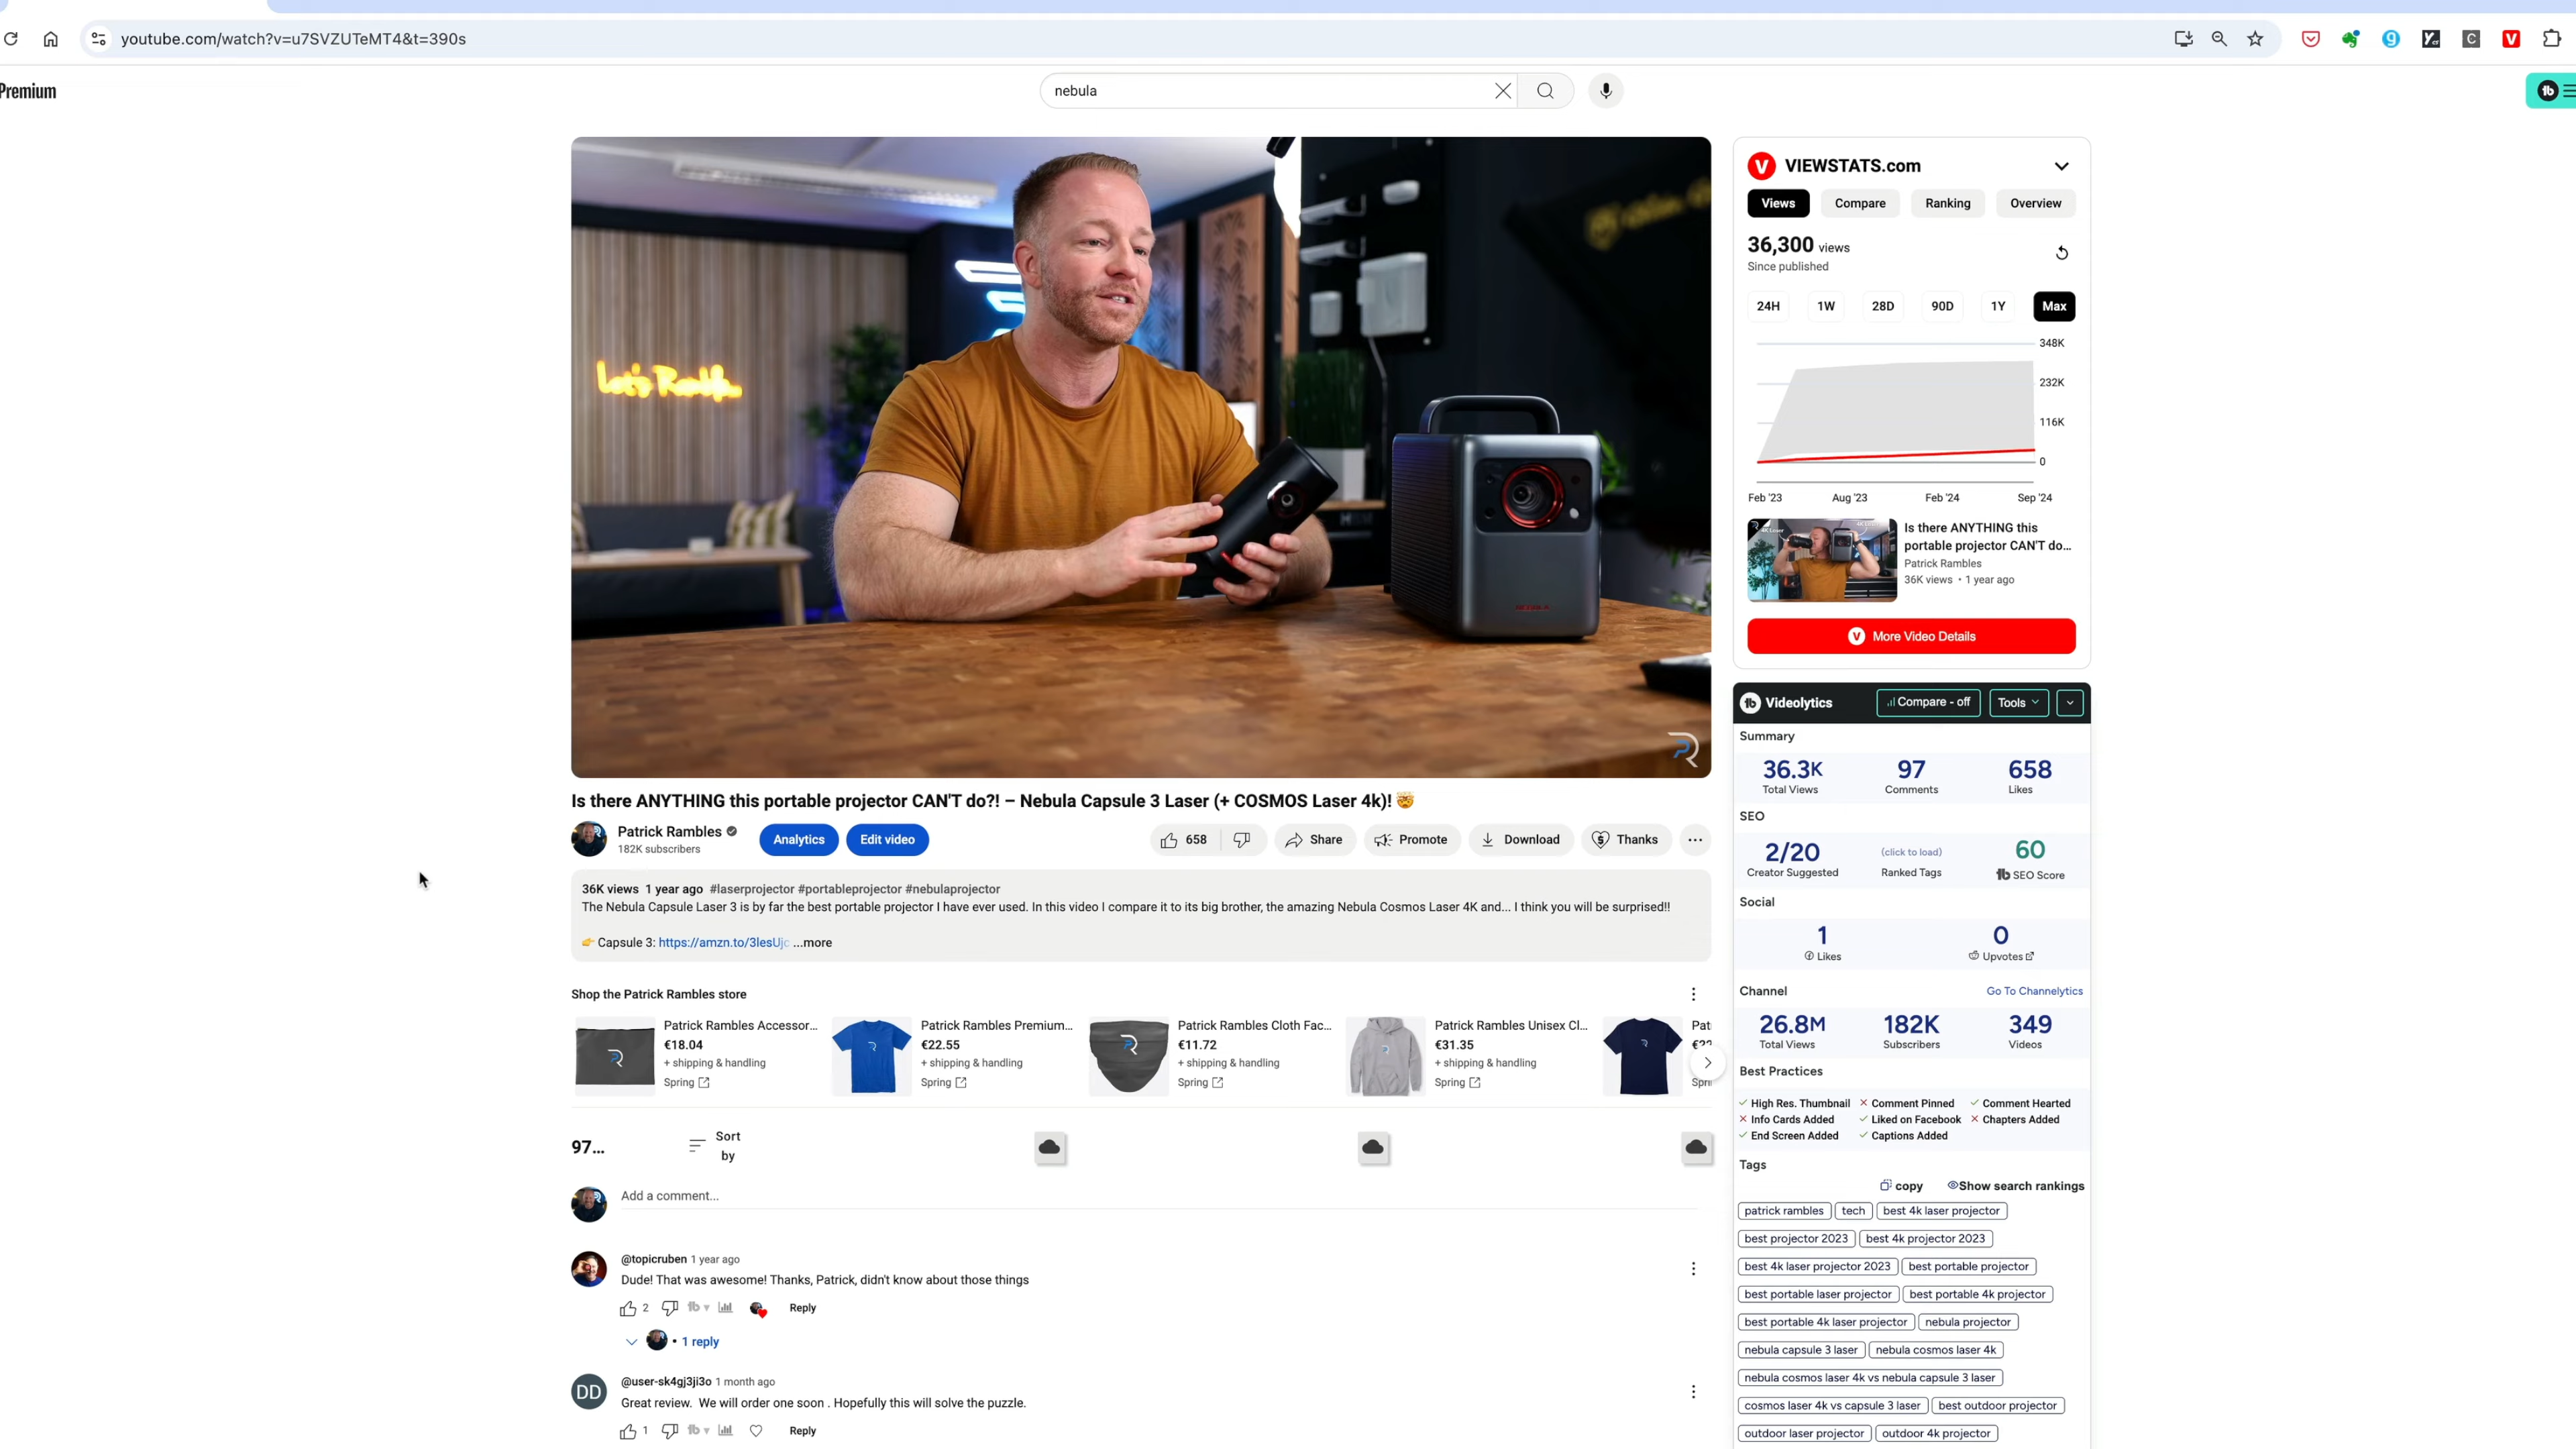 youtube.com/watch?v=u7SVZUTeMT4&t=390s
Premium
nebula
Let's Ramble
Is there ANYTHING this portable projector CAN'T do?! – Nebula Capsule 3 Laser (+ COSMOS Laser 4k)! 🤯
Patrick Rambles
182K subscribers
Analytics
Edit video
658
Share
Promote
Download
Thanks
36K views 1 year ago #laserprojector #portableprojector #nebulaprojector
The Nebula Capsule Laser 3 is by far the best portable projector I have ever used. In this video I compare it to its big brother, the amazing Nebula Cosmos Laser 4K and... I think you will be surprised!!
👉 Capsule 3: https://amzn.to/3lesUjc ...more
Shop the Patrick Rambles store
Patrick Rambles Accessor...
€18.04
+ shipping & handling
Spring
Patrick Rambles Premium...
€22.55
+ shipping & handling
Spring
Patrick Rambles Cloth Fac...
€11.72
+ shipping & handling
Spring
Patrick Rambles Unisex Cl...
€31.35
+ shipping & handling
Spring
97...
Sort
by
Add a comment...
@topicruben 1 year ago
Dude! That was awesome! Thanks, Patrick, didn't know about those things
2
Reply
• 1 reply
DD
@user-sk4gj3ji3o 1 month ago
Great review. We will order one soon . Hopefully this will solve the puzzle.
1
Reply
VIEWSTATS.com
Views
Compare
Ranking
Overview
36,300 views
Since published
24H
1W
28D
90D
1Y
Max
348K
232K
116K
0
Feb '23
Aug '23
Feb '24
Sep '24
Is there ANYTHING this
portable projector CAN'T do...
Patrick Rambles
36K views • 1 year ago
More Video Details
Videolytics
Compare - off
Tools
Summary
36.3K 97 658
Total Views Comments Likes
SEO
2/20 (click to load) 60
Creator Suggested Ranked Tags tb SEO Score
Social
1 0
Likes Upvotes
Channel
Go To Channelytics
26.8M 182K 349
Total Views Subscribers Videos
Best Practices
High Res. Thumbnail Comment Pinned Comment Hearted
Info Cards Added Liked on Facebook Chapters Added
End Screen Added Captions Added
Tags
copy Show search rankings
patrick rambles tech best 4k laser projector
best projector 2023 best 4k projector 2023
best 4k laser projector 2023 best portable projector
best portable laser projector best portable 4k projector
best portable 4k laser projector nebula projector
nebula capsule 3 laser nebula cosmos laser 4k
nebula cosmos laser 4k vs nebula capsule 3 laser
cosmos laser 4k vs capsule 3 laser best outdoor projector
outdoor laser projector outdoor 4k projector